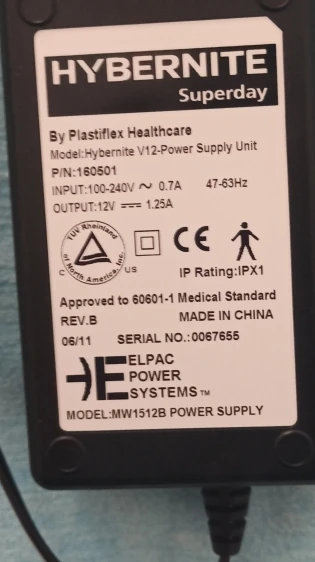 HYBERNITE
Superday
By Plastiflex Healthcare
Model:Hybernite V12-Power Supply Unit
P/N:160501
INPUT:100-240V ~ 0.7A 47-63Hz
OUTPUT:12V ⎓ 1.25A
TUV Rheinland
of North America, Inc.
C US
CE
IP Rating:IPX1
Approved to 60601-1 Medical Standard
REV.B MADE IN CHINA
06/11 SERIAL NO.:0067655
ELPAC
POWER
SYSTEMS™
MODEL:MW1512B POWER SUPPLY